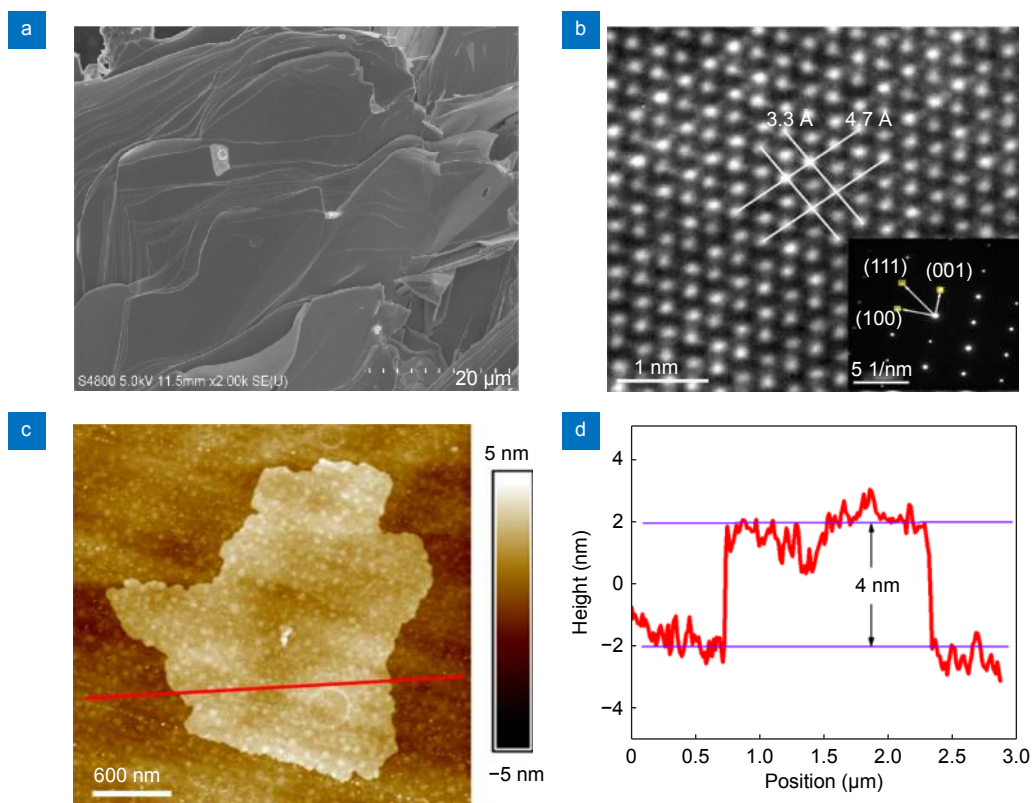 a
S4800 5.0kV 11.5mm x2.00k SE(U)
20 μm
b
3.3 Å 4.7 Å
(111) (001)
(100)
1 nm
5 1/nm
c
5 nm
−5 nm
600 nm
d
Height (nm)
4
2
0
−2
−4
4 nm
0 0.5 1.0 1.5 2.0 2.5 3.0
Position (μm)